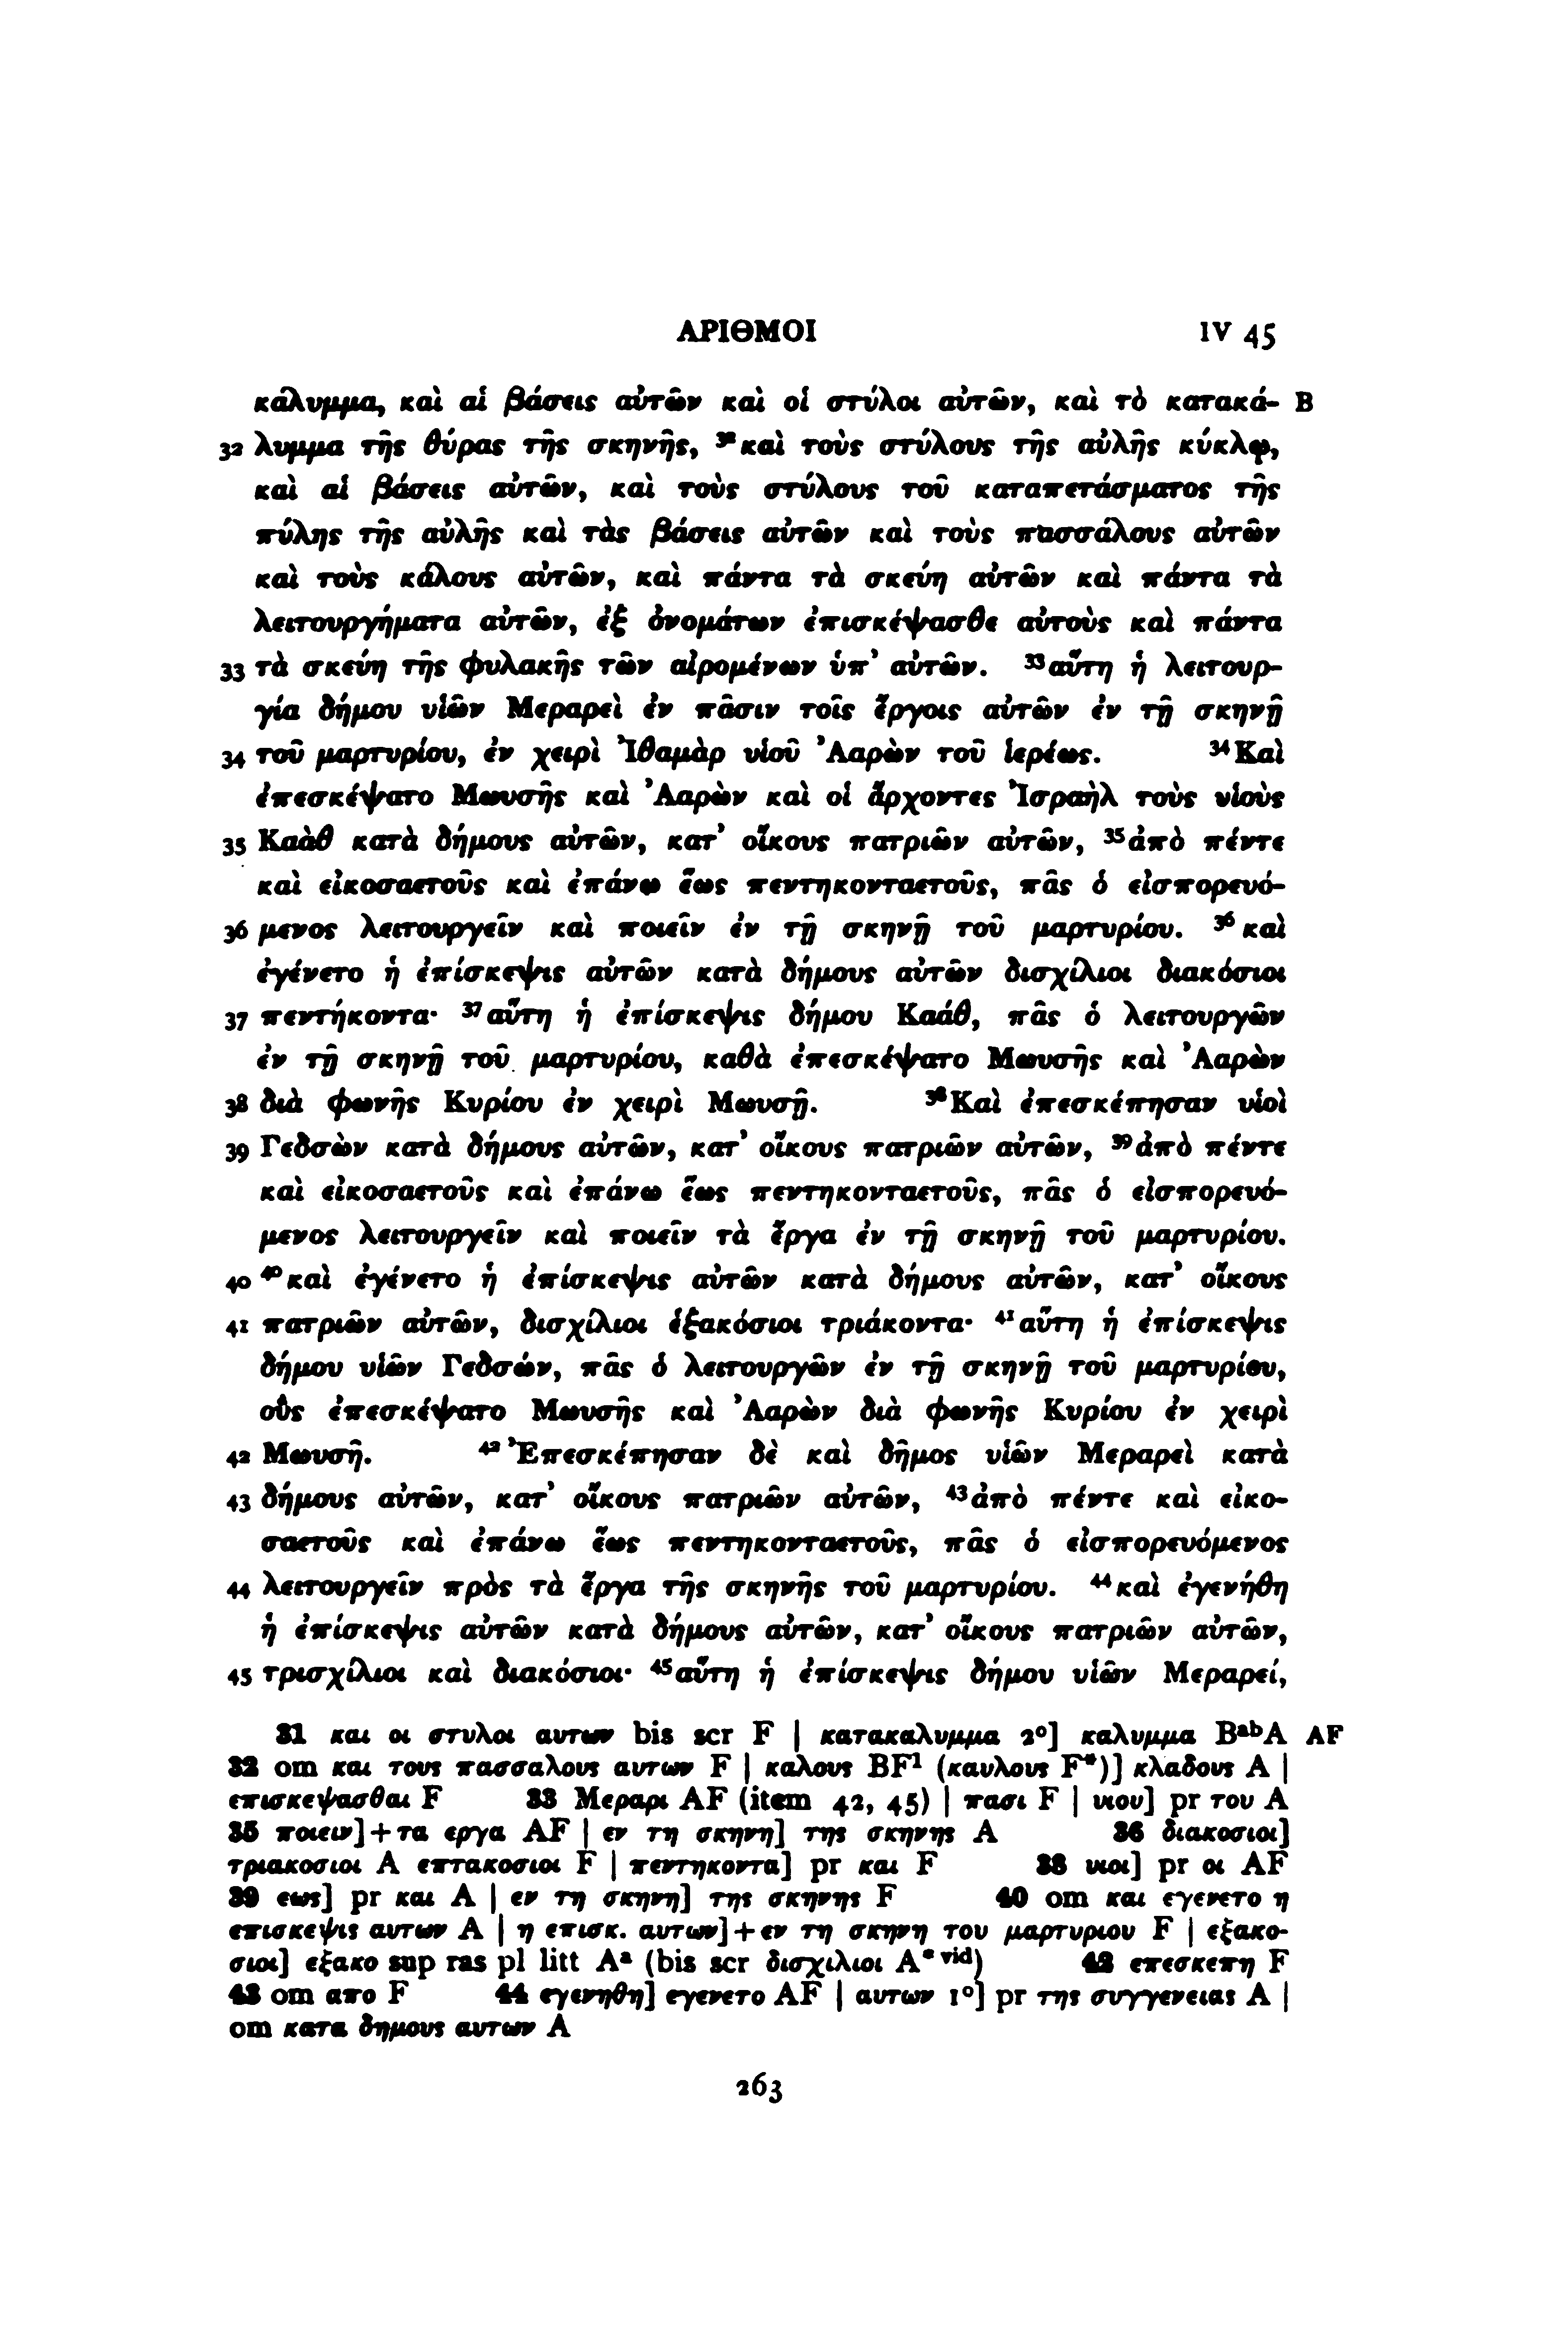 ΑΡΙΘΜΟΙ IV 45
κάλυμμα, καὶ αἱ βάσεις αὐτῶν καὶ οἱ στύλοι αὐτῶν, καὶ τὸ κατακά- B
32 λυμμα τῆς θύρας τῆς σκηνῆς, 32 καὶ τοὺς στύλους τῆς αὐλῆς κύκλῳ,
καὶ αἱ βάσεις αὐτῶν, καὶ τοὺς στύλους τοῦ καταπετάσματος τῆς
πύλης τῆς αὐλῆς καὶ τὰς βάσεις αὐτῶν καὶ τοὺς πασσάλους αὐτῶν
καὶ τοὺς κάλους αὐτῶν, καὶ πάντα τὰ σκεύη αὐτῶν καὶ πάντα τὰ
λειτουργήματα αὐτῶν, ἐξ ὀνομάτων ἐπισκέψασθε αὐτοὺς καὶ πάντα
33 τὰ σκεύη τῆς φυλακῆς τῶν αἰρομένων ὑπ’ αὐτῶν. 33 αὕτη ἡ λειτουρ-
γία δήμου υἱῶν Μεραρεὶ ἐν πᾶσιν τοῖς ἔργοις αὐτῶν ἐν τῇ σκηνῇ
34 τοῦ μαρτυρίου, ἐν χειρὶ Ἰθαμὰρ υἱοῦ Ἀαρὼν τοῦ ἱερέως. 34 Καὶ
ἐπεσκέψατο Μωυσῆς καὶ Ἀαρὼν καὶ οἱ ἄρχοντες Ἰσραὴλ τοὺς υἱοὺς
35 Καὰθ κατὰ δήμους αὐτῶν, κατ’ οἴκους πατριῶν αὐτῶν, 35 ἀπὸ πέντε
καὶ εἰκοσαετοῦς καὶ ἐπάνω ἕως πεντηκονταετοῦς, πᾶς ὁ εἰσπορευό-
36 μενος λειτουργεῖν καὶ ποιεῖν ἐν τῇ σκηνῇ τοῦ μαρτυρίου. 36 καὶ
ἐγένετο ἡ ἐπίσκεψις αὐτῶν κατὰ δήμους αὐτῶν δισχίλιοι διακόσιοι
37 πεντήκοντα· 37 αὕτη ἡ ἐπίσκεψις δήμου Καάθ, πᾶς ὁ λειτουργῶν
ἐν τῇ σκηνῇ τοῦ μαρτυρίου, καθὰ ἐπεσκέψατο Μωυσῆς καὶ Ἀαρὼν
38 διὰ φωνῆς Κυρίου ἐν χειρὶ Μωυσῇ. 38 Καὶ ἐπεσκέπησαν υἱοὶ
39 Γεδσὼν κατὰ δήμους αὐτῶν, κατ’ οἴκους πατριῶν αὐτῶν, 39 ἀπὸ πέντε
καὶ εἰκοσαετοῦς καὶ ἐπάνω ἕως πεντηκονταετοῦς, πᾶς ὁ εἰσπορευό-
μενος λειτουργεῖν καὶ ποιεῖν τὰ ἔργα ἐν τῇ σκηνῇ τοῦ μαρτυρίου.
40 40 καὶ ἐγένετο ἡ ἐπίσκεψις αὐτῶν κατὰ δήμους αὐτῶν, κατ’ οἴκους
41 πατριῶν αὐτῶν, δισχίλιοι ἑξακόσιοι τριάκοντα· 41 αὕτη ἡ ἐπίσκεψις
δήμου υἱῶν Γεδσών, πᾶς ὁ λειτουργῶν ἐν τῇ σκηνῇ τοῦ μαρτυρίου,
οὓς ἐπεσκέψατο Μωυσῆς καὶ Ἀαρὼν διὰ φωνῆς Κυρίου ἐν χειρὶ
42 Μωυσῆ. 42 Ἐπεσκέπησαν δὲ καὶ δῆμος υἱῶν Μεραρεὶ κατὰ
43 δήμους αὐτῶν, κατ’ οἴκους πατριῶν αὐτῶν, 43 ἀπὸ πέντε καὶ εἰκο-
σαετοῦς καὶ ἐπάνω ἕως πεντηκονταετοῦς, πᾶς ὁ εἰσπορευόμενος
44 λειτουργεῖν πρὸς τὰ ἔργα τῆς σκηνῆς τοῦ μαρτυρίου. 44 καὶ ἐγενήθη
ἡ ἐπίσκεψις αὐτῶν κατὰ δήμους αὐτῶν, κατ’ οἴκους πατριῶν αὐτῶν,
45 τρισχίλιοι καὶ διακόσιοι· 45 αὕτη ἡ ἐπίσκεψις δήμου υἱῶν Μεραρεί,
31 και οι στυλοι αυτων bis scr F | κατακαλυμμα 2°] καλυμμα BᵃᵇA AF
32 om και τους πασσαλους αυτων F | καλους BF¹ (καυλους F*)] κλαδους A |
επισκεψασθαι F 33 Μεραρι AF (item 42, 45) | πασι F | υιου] pr του A
35 ποιειν]+τα εργα AF | εν τη σκηνη] της σκηνης A 36 διακοσιοι]
τριακοσιοι A επτακοσιοι F | πεντηκοντα] pr και F 38 υιοι] pr οι AF
39 εως] pr και A | εν τη σκηνη] της σκηνης F 40 om και εγενετο η
επισκεψις αυτων A | η επισκ. αυτων]+εν τη σκηνη του μαρτυριου F | εξακο-
σιοι] εξακο sup ras pl litt Aᵃ (bis scr δισχιλιοι A* ᵛⁱᵈ) 42 επεσκεπη F
43 om απο F 44 εγενηθη] εγενετο AF | αυτων 1°] pr της συγγενειας A |
om κατα δημους αυτων A
263